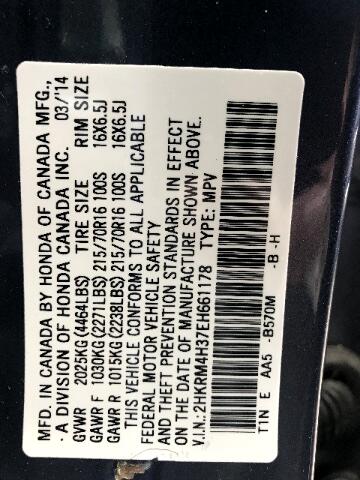 MFD. IN CANADA BY HONDA OF CANADA MFG.,
· A DIVISION OF HONDA CANADA INC. 03/'14
GVWR 2025KG(4464LBS) TIRE SIZE RIM SIZE
GAWR F 1030KG(2271LBS) 215/70R16 100S 16X6.5J
GAWR R 1015KG(2238LBS) 215/70R16 100S 16X6.5J
THIS VEHICLE CONFORMS TO ALL APPLICABLE
FEDERAL MOTOR VEHICLE SAFETY
AND THEFT PREVENTION STANDARDS IN EFFECT
ON THE DATE OF MANUFACTURE SHOWN ABOVE.
V.I.N.:2HKRM4H37EH661178 TYPE: MPV
T1N E AA5 -B570M -B -H